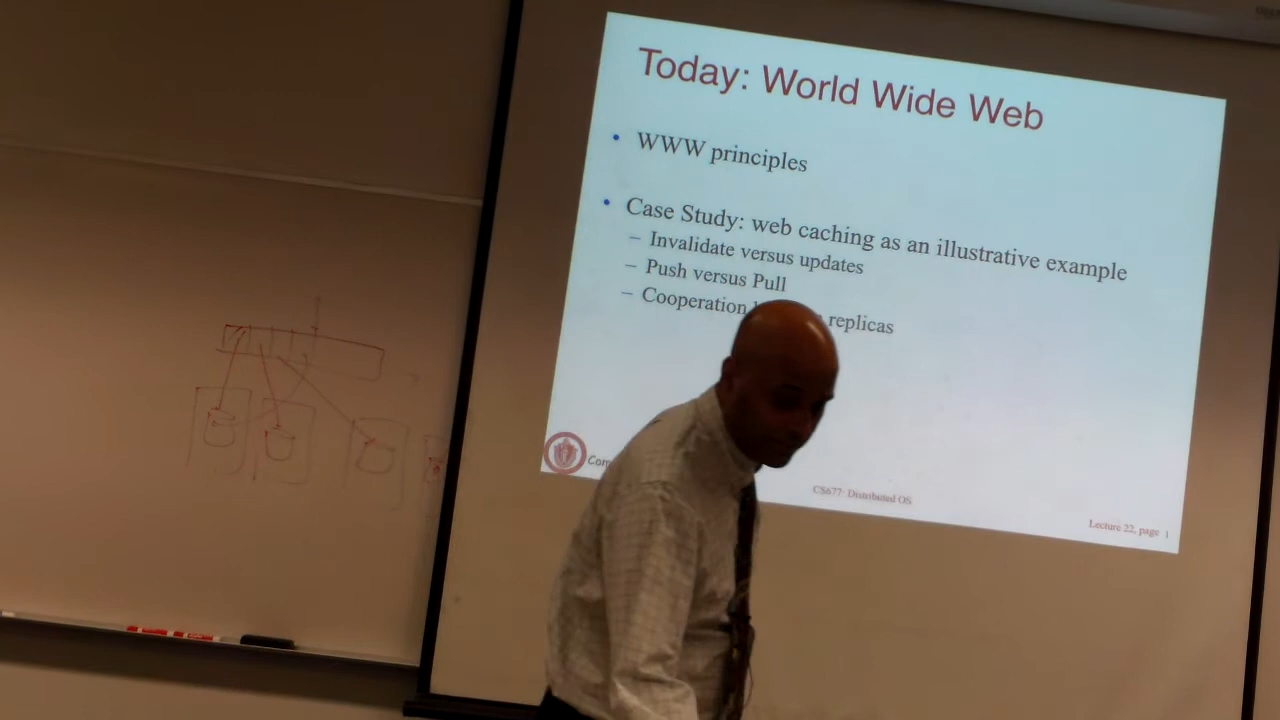 Today: World Wide Web
• WWW principles
• Case Study: web caching as an illustrative example
– Invalidate versus updates
– Push versus Pull
– Cooperation replicas
Com
CS677: Distributed OS
Lecture 22, page 1